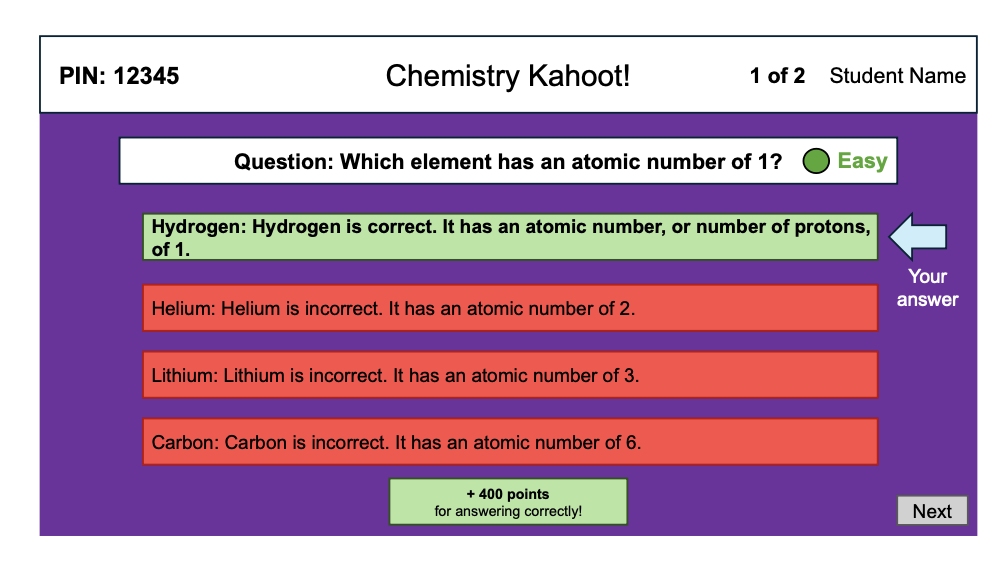 PIN: 12345
Chemistry Kahoot!
1 of 2
Student Name
Question: Which element has an atomic number of 1?
Easy
Hydrogen: Hydrogen is correct. It has an atomic number, or number of protons,
of 1.
Your
answer
Helium: Helium is incorrect. It has an atomic number of 2.
Lithium: Lithium is incorrect. It has an atomic number of 3.
Carbon: Carbon is incorrect. It has an atomic number of 6.
+ 400 points
for answering correctly!
Next